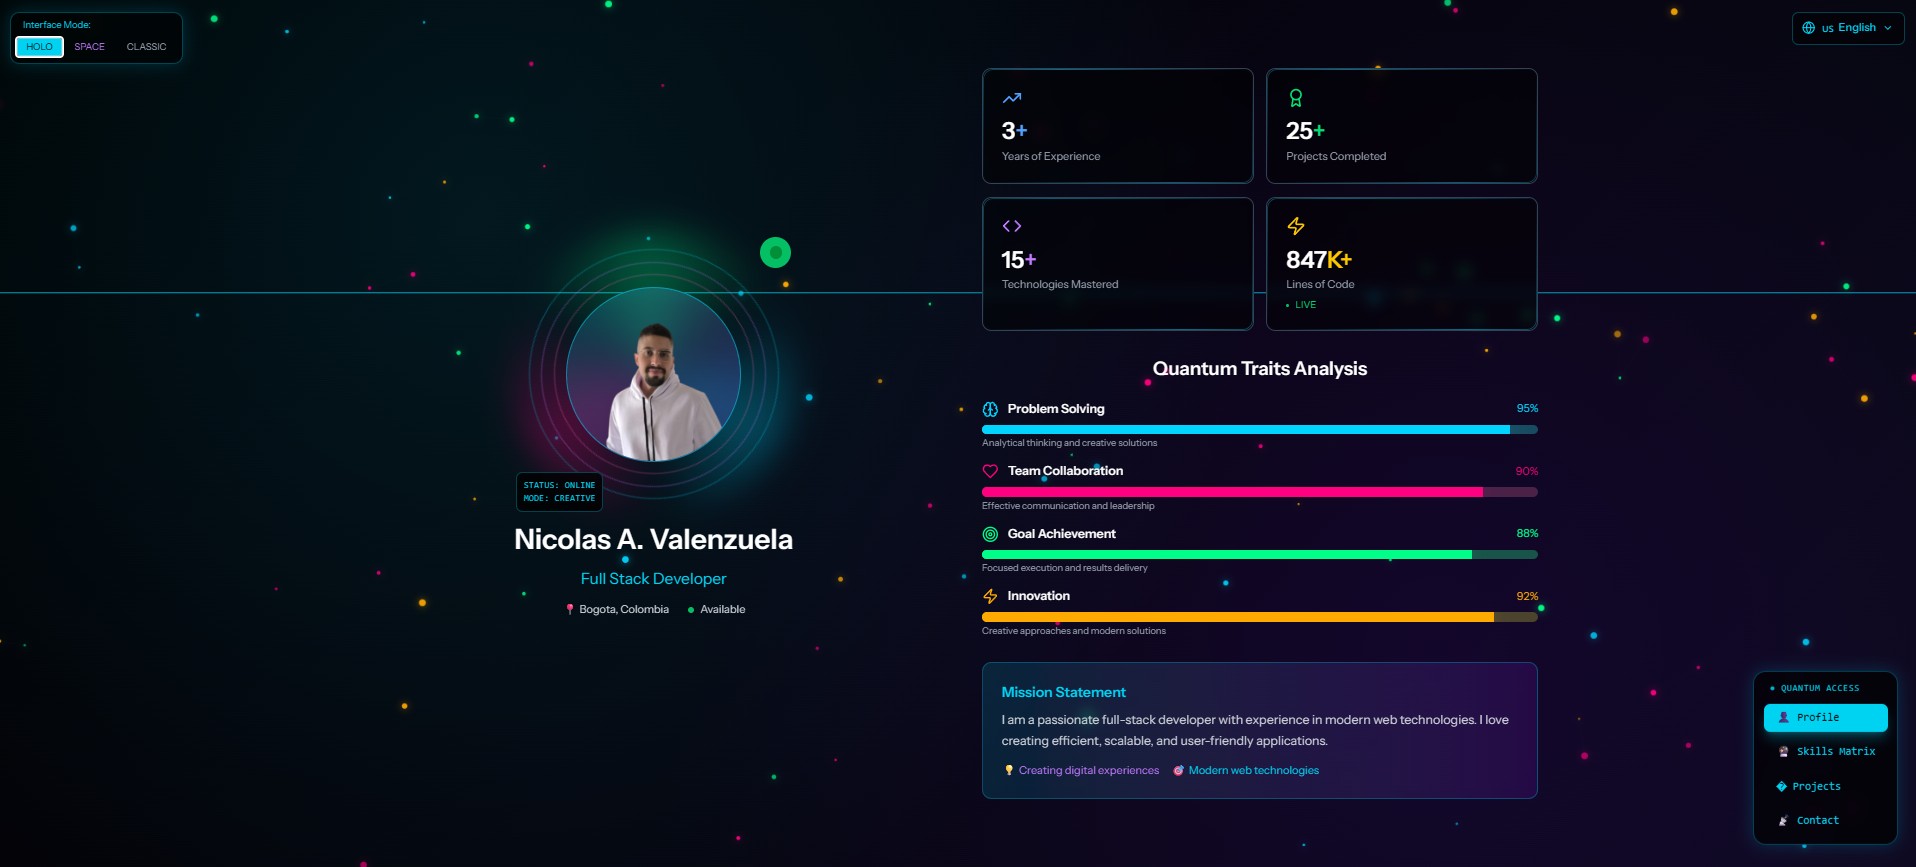 Interface Mode:
HOLO SPACE CLASSIC
US English
3+
Years of Experience
25+
Projects Completed
15+
Technologies Mastered
847K+
Lines of Code
• LIVE
STATUS: ONLINE
MODE: CREATIVE
Nicolas A. Valenzuela
Full Stack Developer
Bogota, Colombia
Available
Quantum Traits Analysis
Problem Solving 95%
Analytical thinking and creative solutions
Team Collaboration 90%
Effective communication and leadership
Goal Achievement 88%
Focused execution and results delivery
Innovation 92%
Creative approaches and modern solutions
Mission Statement
I am a passionate full-stack developer with experience in modern web technologies. I love
creating efficient, scalable, and user-friendly applications.
Creating digital experiences Modern web technologies
QUANTUM ACCESS
Profile
Skills Matrix
� Projects
Contact